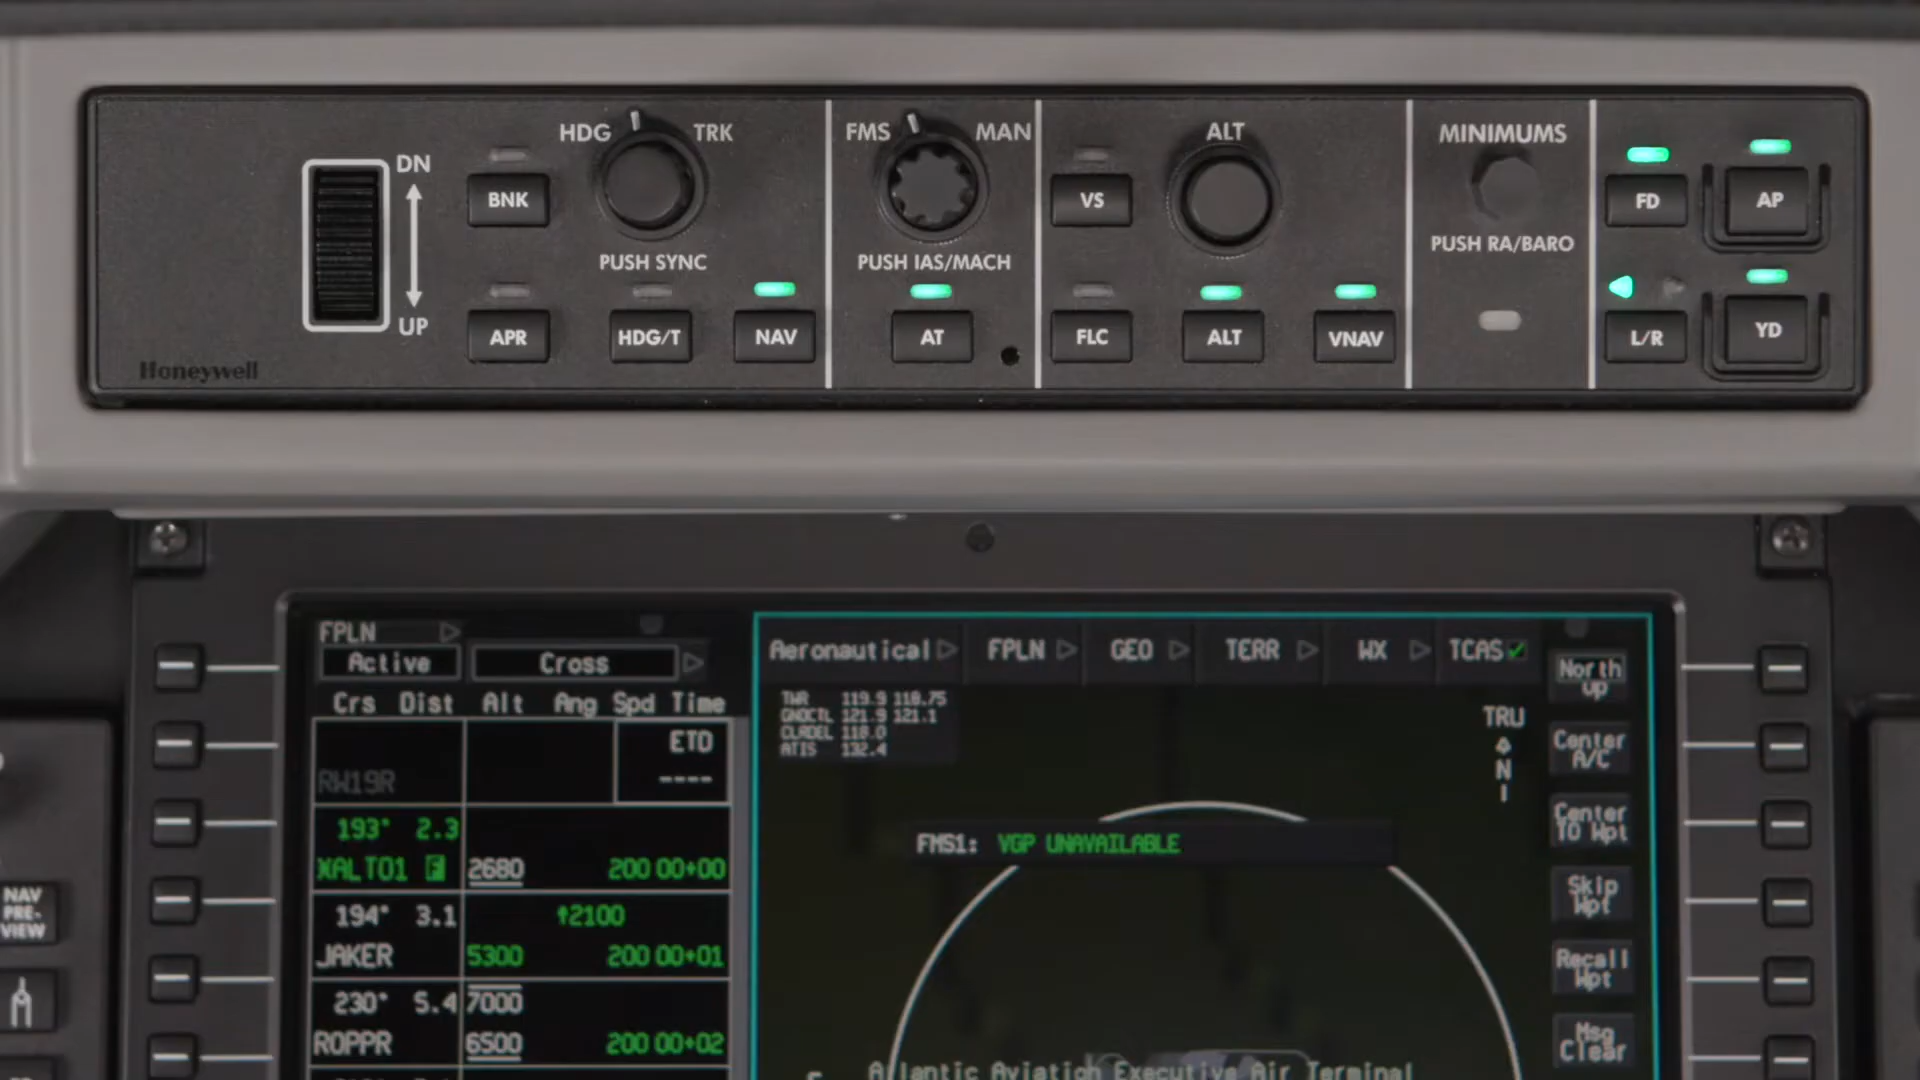 HDG TRK
FMS MAN
ALT
MINIMUMS
DN
BNK
VS
FD
AP
PUSH RA/BARO
PUSH SYNC
PUSH IAS/MACH
UP
APR
HDG/T
NAV
AT
FLC
ALT
VNAV
L/R
YD
Honeywell
FPLN
Active
Cross
Crs Dist Alt Ang Spd Time
ETD
RW19R ----
193° 2.3
XALTO1 F 2680 200 00+00
194° 3.1 ↑2100
JAKER 5300 200 00+01
230° 5.4 7000
ROPPR 6500 200 00+02
Aeronautical FPLN GEO TERR WX TCAS✓
TWR 119.9 118.75
GNDCTL 121.9 121.1
CLRDEL 118.0
ATIS 132.4
TRU
N
FMS1: VGP UNAVAILABLE
Atlantic Aviation Executive Air Terminal
North
Up
Center
A/C
Center
TO Wpt
Skip
Wpt
Recall
Wpt
Msg
Clear
NAV
PRE-
VIEW